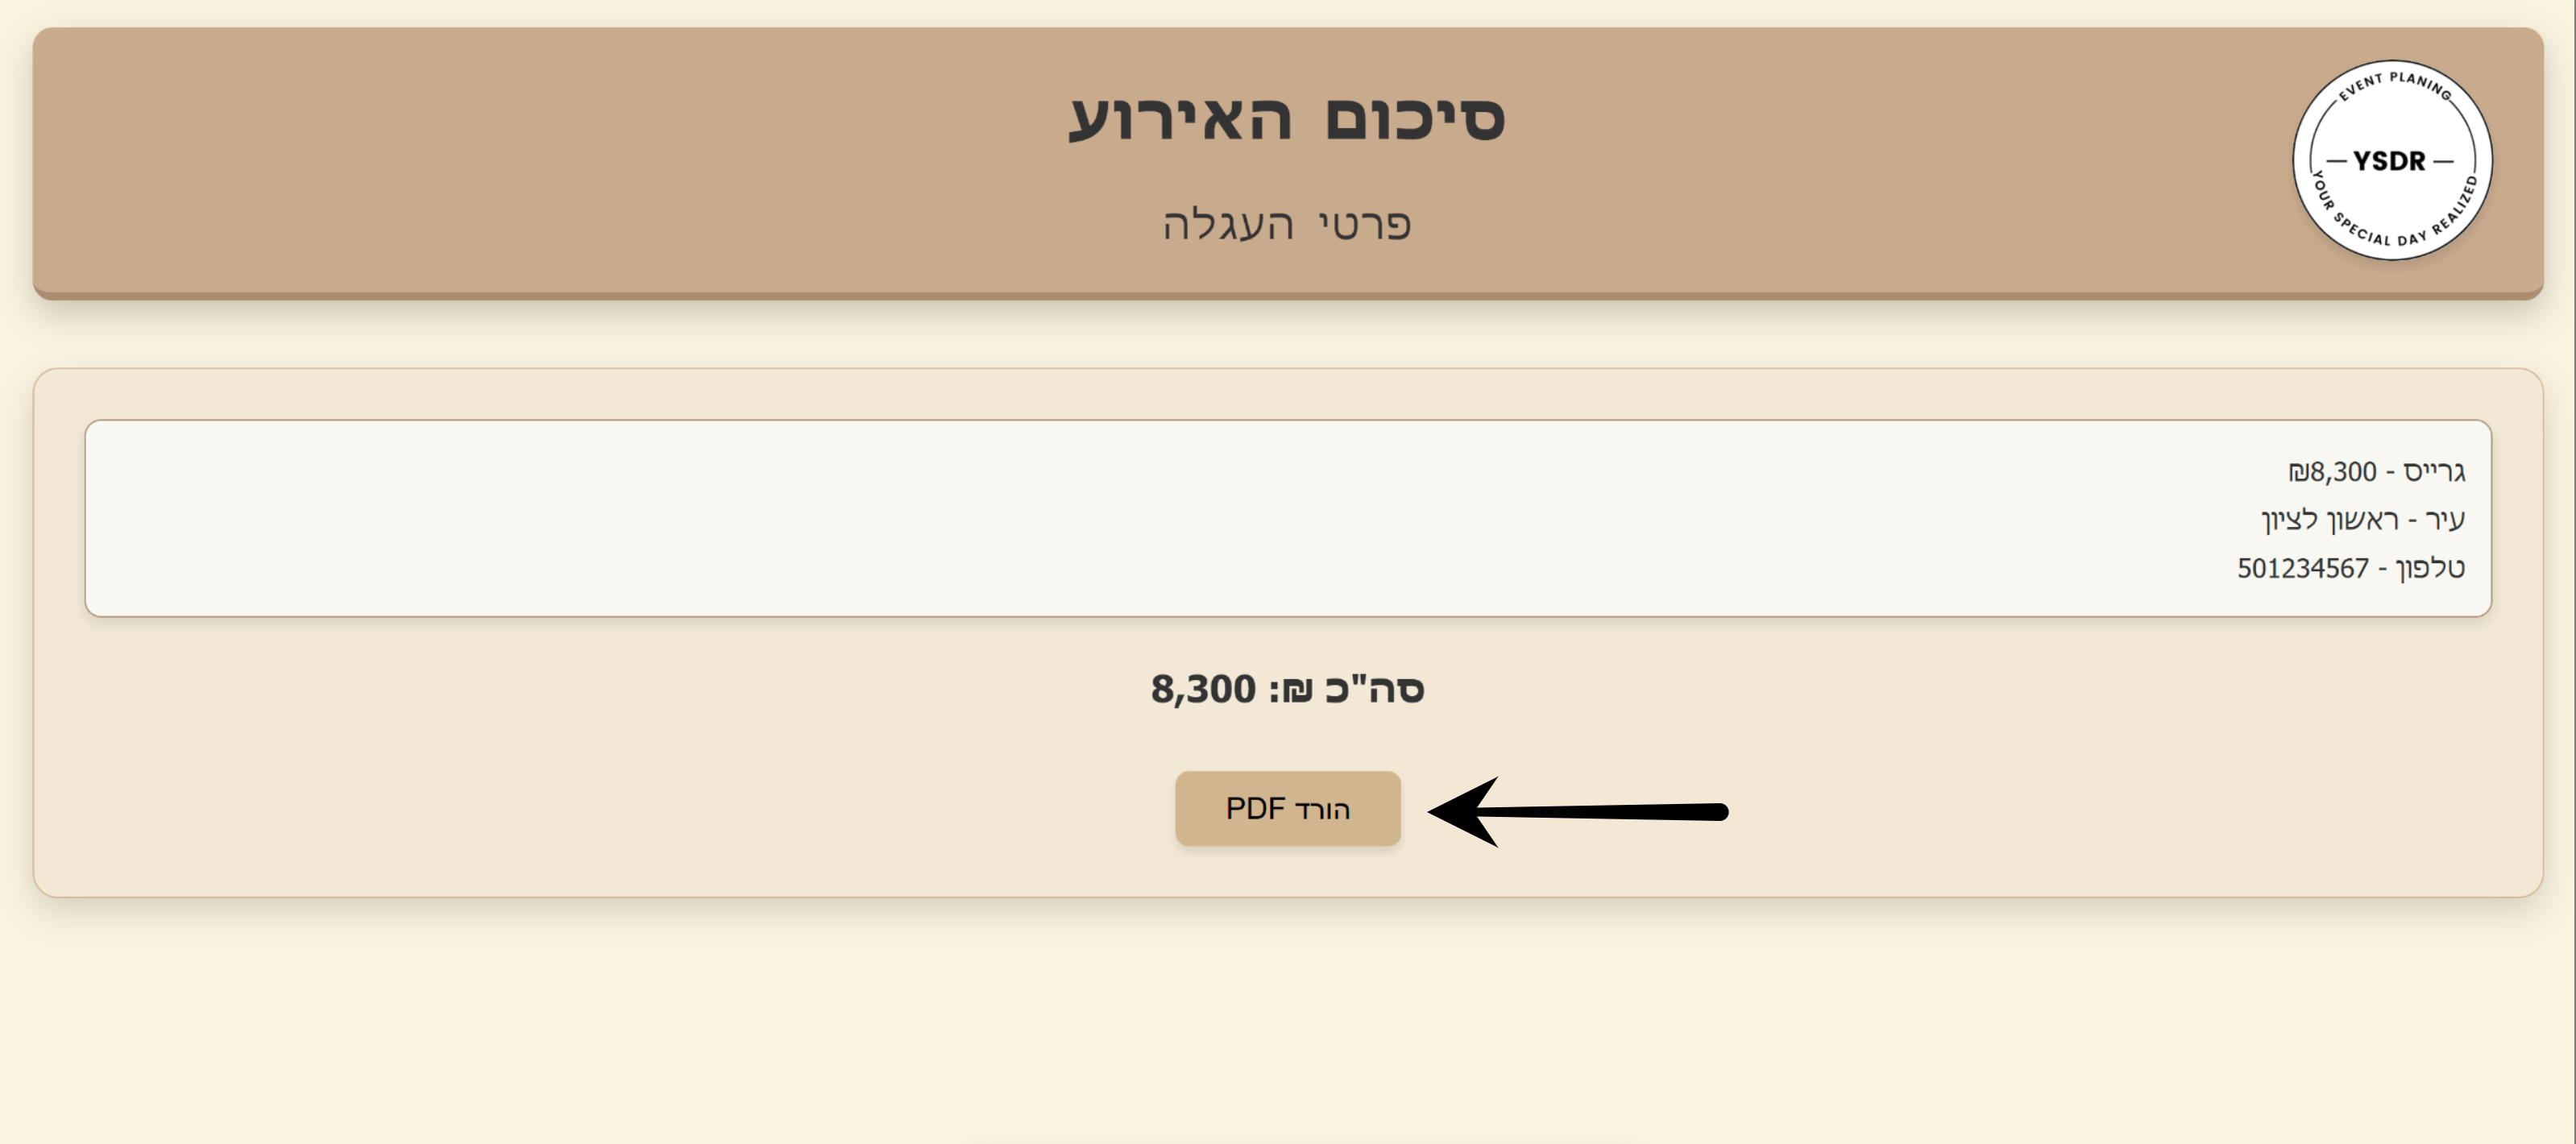 סיכום האירוע
פרטי העגלה
EVENT PLANING
— YSDR —
YOUR SPECIAL DAY REALIZED
גרייס - 8,300₪
עיר - ראשון לציון
טלפון - 501234567
סה"כ ₪: 8,300
הורד PDF